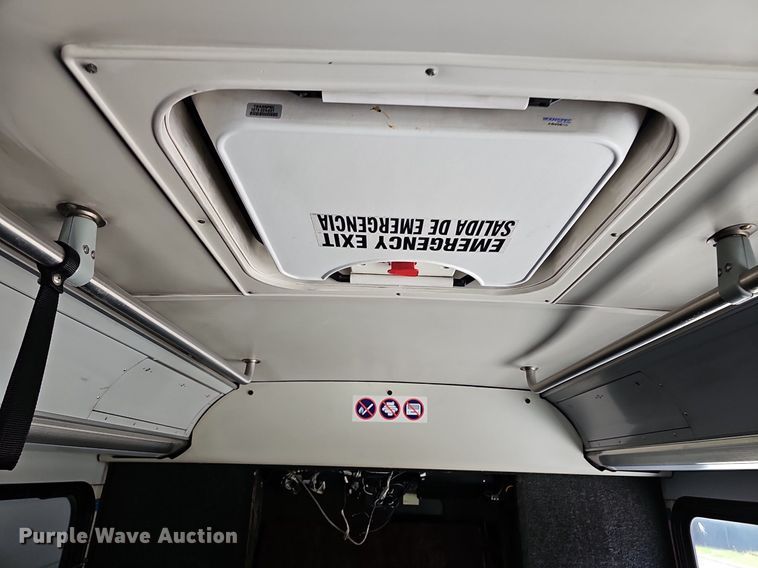 EMERGENCY EXIT
SALIDA DE EMERGENCIA
Purple Wave Auction